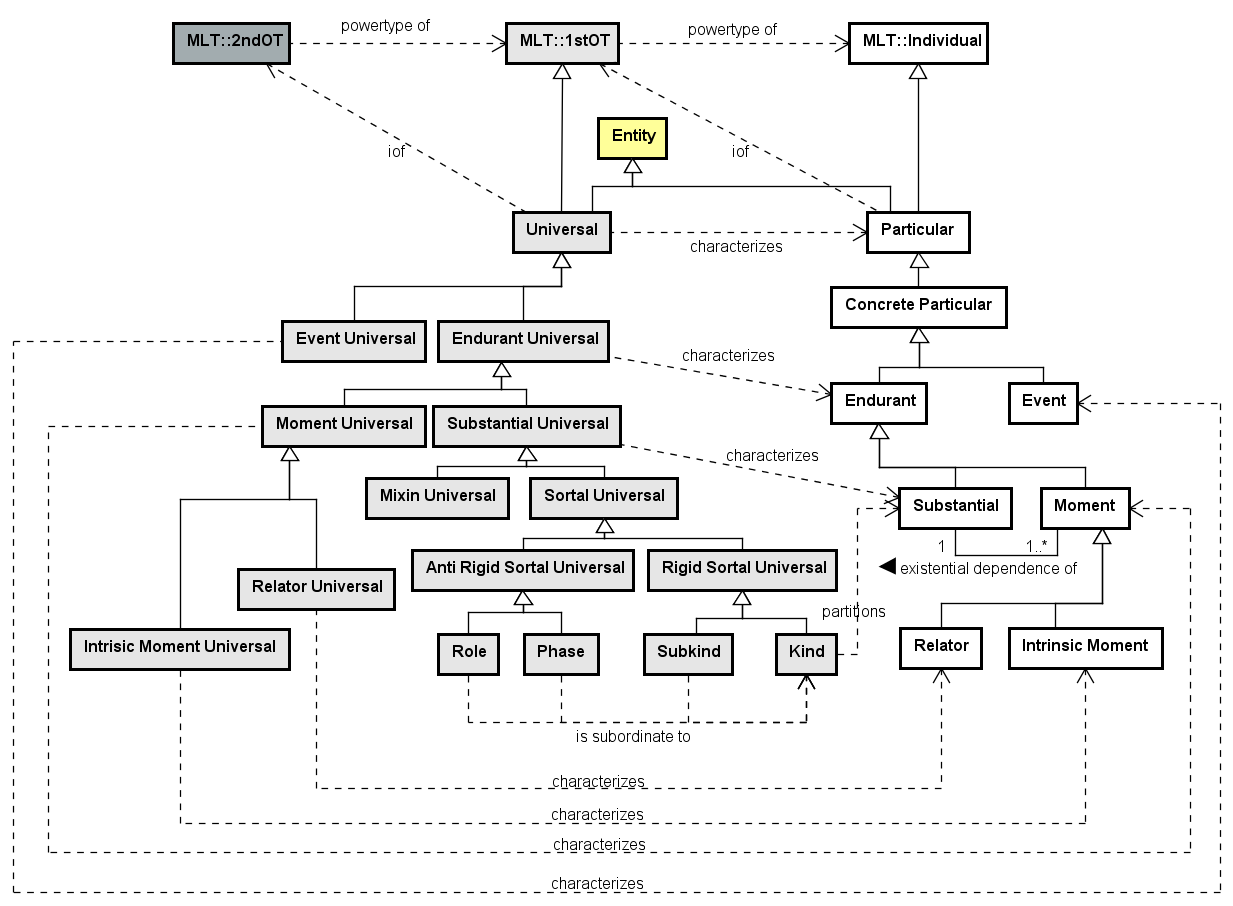 powertype of
powertype of
MLT::2ndOT
MLT::1stOT
MLT::Individual
Entity
iof
iof
Universal
Particular
characterizes
Concrete Particular
Event Universal
Endurant Universal
characterizes
Endurant
Event
Moment Universal
Substantial Universal
characterizes
Mixin Universal
Sortal Universal
Substantial
Moment
1
1..*
existential dependence of
Anti Rigid Sortal Universal
Rigid Sortal Universal
Relator Universal
partitions
Intrisic Moment Universal
Role
Phase
Subkind
Kind
Relator
Intrinsic Moment
is subordinate to
characterizes
characterizes
characterizes
characterizes